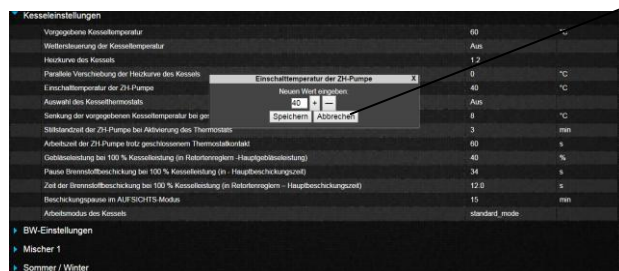 Kesseleinstellungen
Vorgegebene Kesseltemperatur 60 °C
Wettersteuerung der Kesseltemperatur Aus
Heizkurve des Kessels 1.2
Parallele Verschiebung der Heizkurve des Kessels 0 °C
Einschalttemperatur der ZH-Pumpe 40 °C
Auswahl des Kesselthermostats Aus
Senkung der vorgegebenen Kesseltemperatur bei ges 8 °C
Stillstandzeit der ZH-Pumpe bei Aktivierung des Thermostats 3 min
Arbeitszeit der ZH-Pumpe trotz geschlossenem Thermostatkontakt 60 s
Gebläseleistung bei 100 % Kesselleistung (in Retortenreglern -Hauptgebläseleistung) 40 %
Pause Brennstoffbeschickung bei 100 % Kesselleistung (in - Hauptbeschickungszeit) 34 s
Zeit der Brennstoffbeschickung bei 100 % Kesselleistung (in Retortenreglern – Hauptbeschickungszeit) 12.0 s
Beschickungspause im AUFSICHTS-Modus 15 min
Arbeitsmodus des Kessels standard_mode
BW-Einstellungen
Mischer 1
Sommer / Winter
Einschalttemperatur der ZH-Pumpe X
Neuen Wert eingeben:
40 + —
Speichern Abbrechen